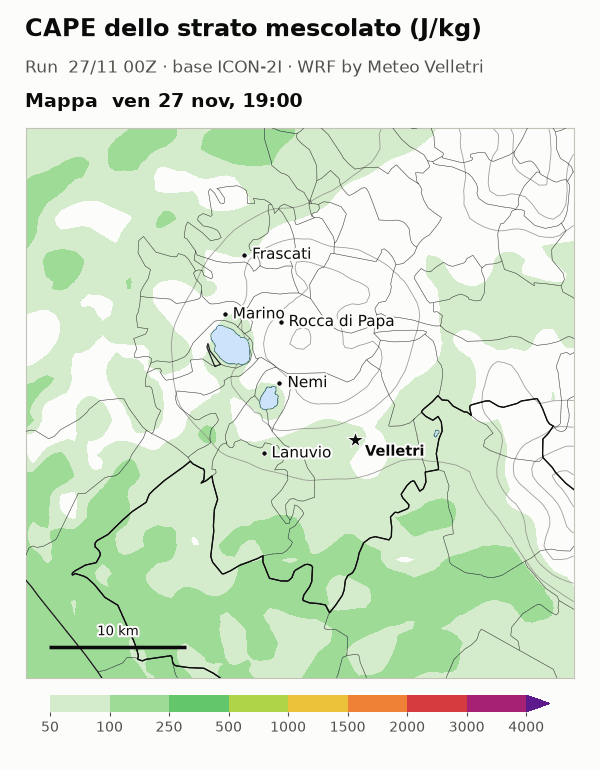 CAPE dello strato mescolato (J/kg)
Run  27/11 00Z · base ICON-2I · WRF by Meteo Velletri
Mappa  ven 27 nov, 19:00
Frascati
Marino
Rocca di Papa
Nemi
Velletri
Lanuvio
10 km
50 100 250 500 1000 1500 2000 3000 4000